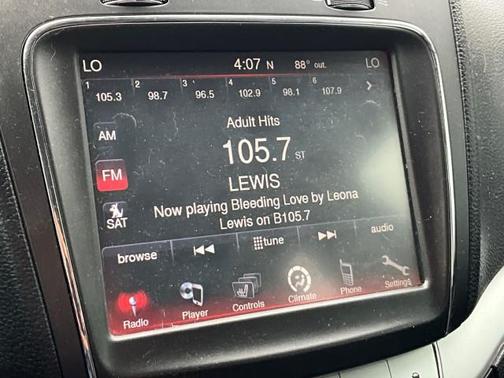 LO 4:07 N 88° out. LO
1 2 3 4 5 6
105.3 98.7 96.5 102.9 98.1 107.9
Adult Hits
AM
105.7 ST
FM
LEWIS
Now playing Bleeding Love by Leona
Lewis on B105.7
SAT
browse tune audio
Radio Player Controls Climate Phone Settings